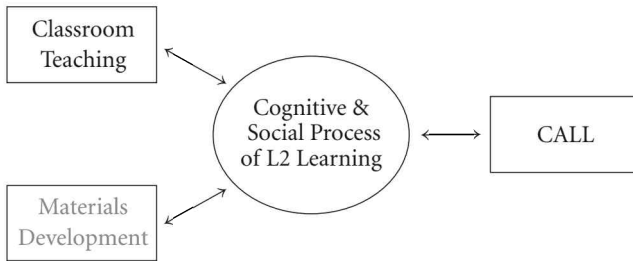 Classroom
Teaching
Cognitive &
Social Process
of L2 Learning
CALL
Materials
Development